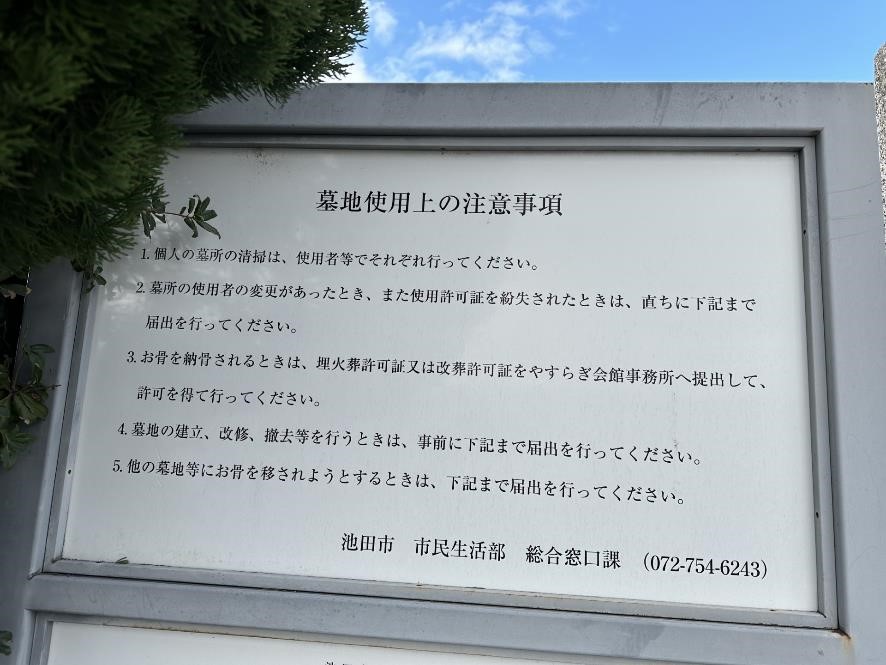 墓地使用上の注意事項
1. 個人の墓所の清掃は、使用者等でそれぞれ行ってください。
2. 墓所の使用者の変更があったとき、また使用許可証を紛失されたときは、直ちに下記まで
届出を行ってください。
3. お骨を納骨されるときは、埋火葬許可証又は改葬許可証をやすらぎ会館事務所へ提出して、
許可を得て行ってください。
4. 墓地の建立、改修、撤去等を行うときは、事前に下記まで届出を行ってください。
5. 他の墓地等にお骨を移されようとするときは、下記まで届出を行ってください。
池田市　市民生活部　総合窓口課　（072-754-6243）